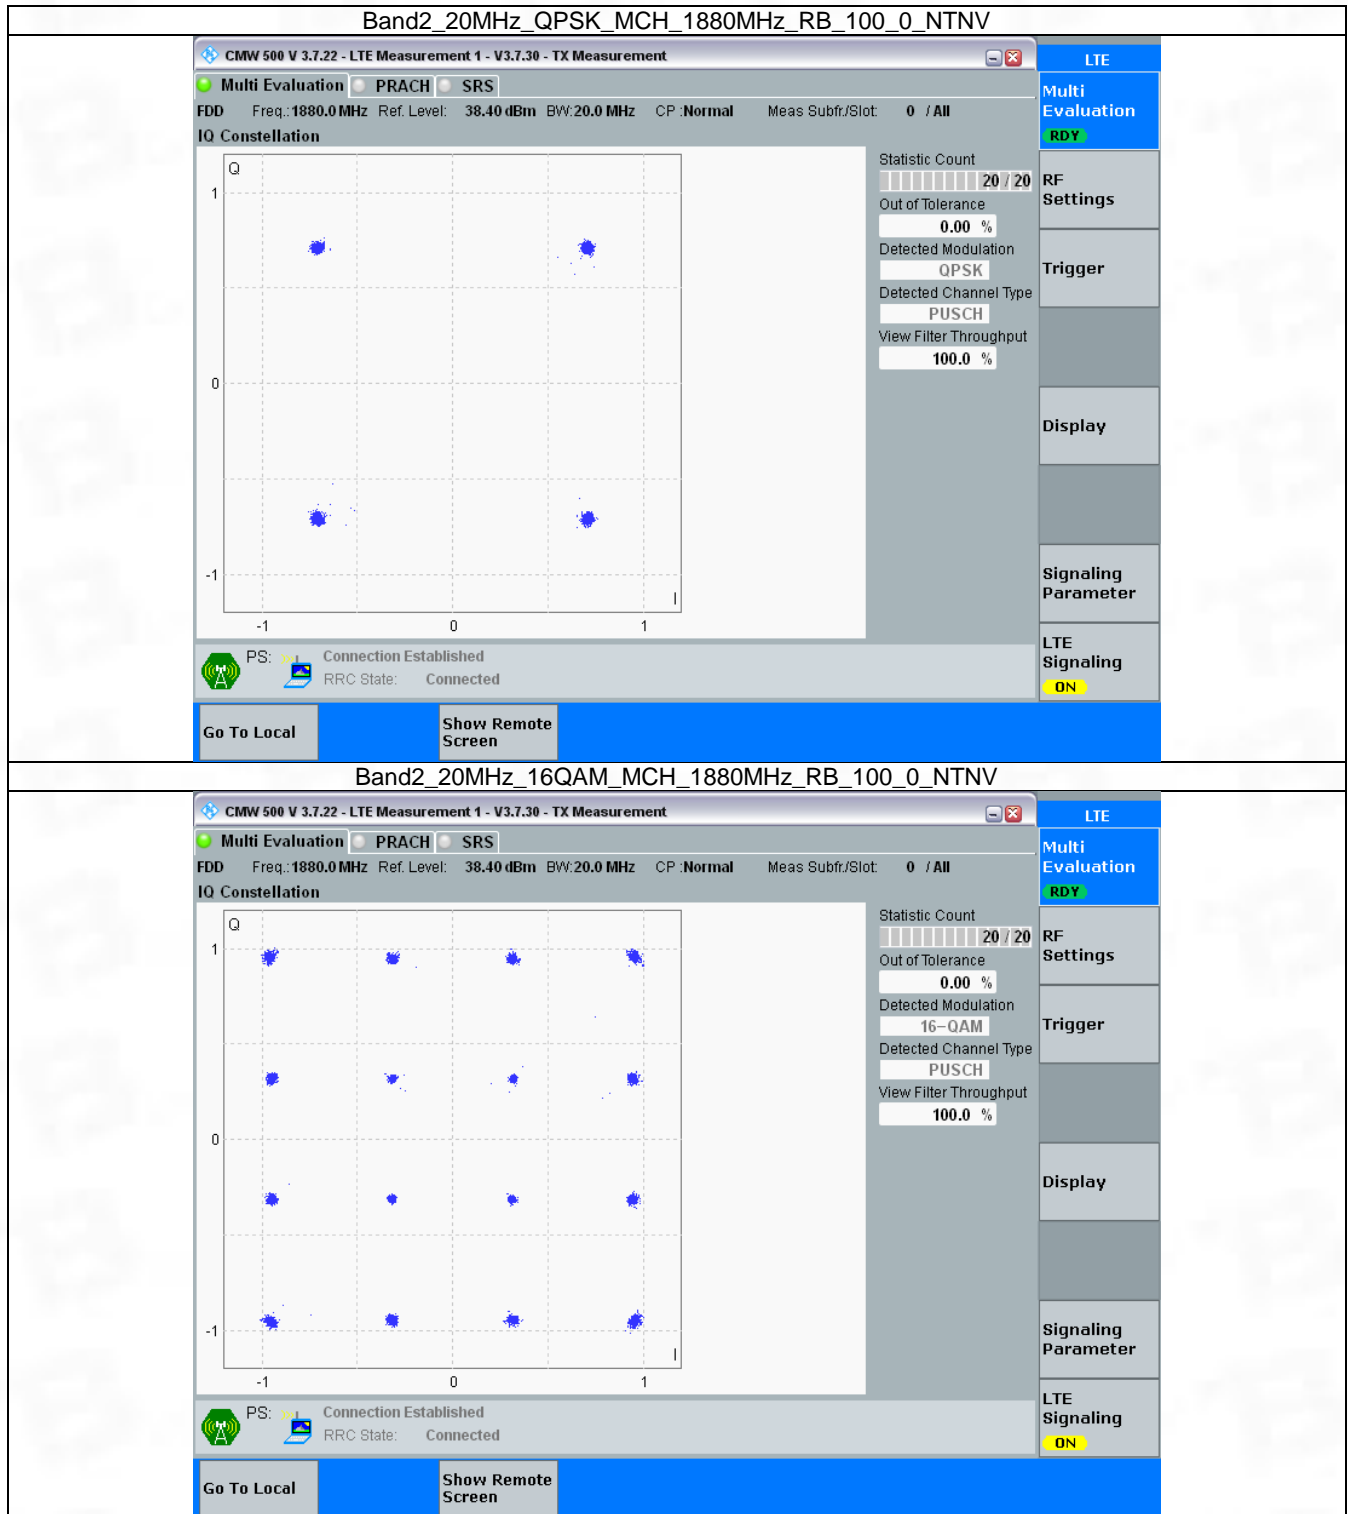 Band2_20MHz_QPSK_MCH_1880MHz_RB_100_0_NTNV
CMW 500 V 3.7.22 - LTE Measurement 1 - V3.7.30 - TX Measurement
LTE
Multi Evaluation PRACH SRS
Multi
Evaluation
RDY
FDD Freq.:1880.0 MHz Ref. Level: 38.40 dBm BW:20.0 MHz CP :Normal Meas Subfr./Slot: 0 / All
IQ Constellation
Q
1
0
-1
I
-1 0 1
Statistic Count
20 / 20
Out of Tolerance
0.00 %
Detected Modulation
QPSK
Detected Channel Type
PUSCH
View Filter Throughput
100.0 %
RF
Settings
Trigger
Display
Signaling
Parameter
LTE
Signaling
ON
PS: Connection Established
RRC State: Connected
Go To Local
Show Remote
Screen
Band2_20MHz_16QAM_MCH_1880MHz_RB_100_0_NTNV
CMW 500 V 3.7.22 - LTE Measurement 1 - V3.7.30 - TX Measurement
LTE
Multi Evaluation PRACH SRS
Multi
Evaluation
RDY
FDD Freq.:1880.0 MHz Ref. Level: 38.40 dBm BW:20.0 MHz CP :Normal Meas Subfr./Slot: 0 / All
IQ Constellation
Q
1
0
-1
I
-1 0 1
Statistic Count
20 / 20
Out of Tolerance
0.00 %
Detected Modulation
16-QAM
Detected Channel Type
PUSCH
View Filter Throughput
100.0 %
RF
Settings
Trigger
Display
Signaling
Parameter
LTE
Signaling
ON
PS: Connection Established
RRC State: Connected
Go To Local
Show Remote
Screen